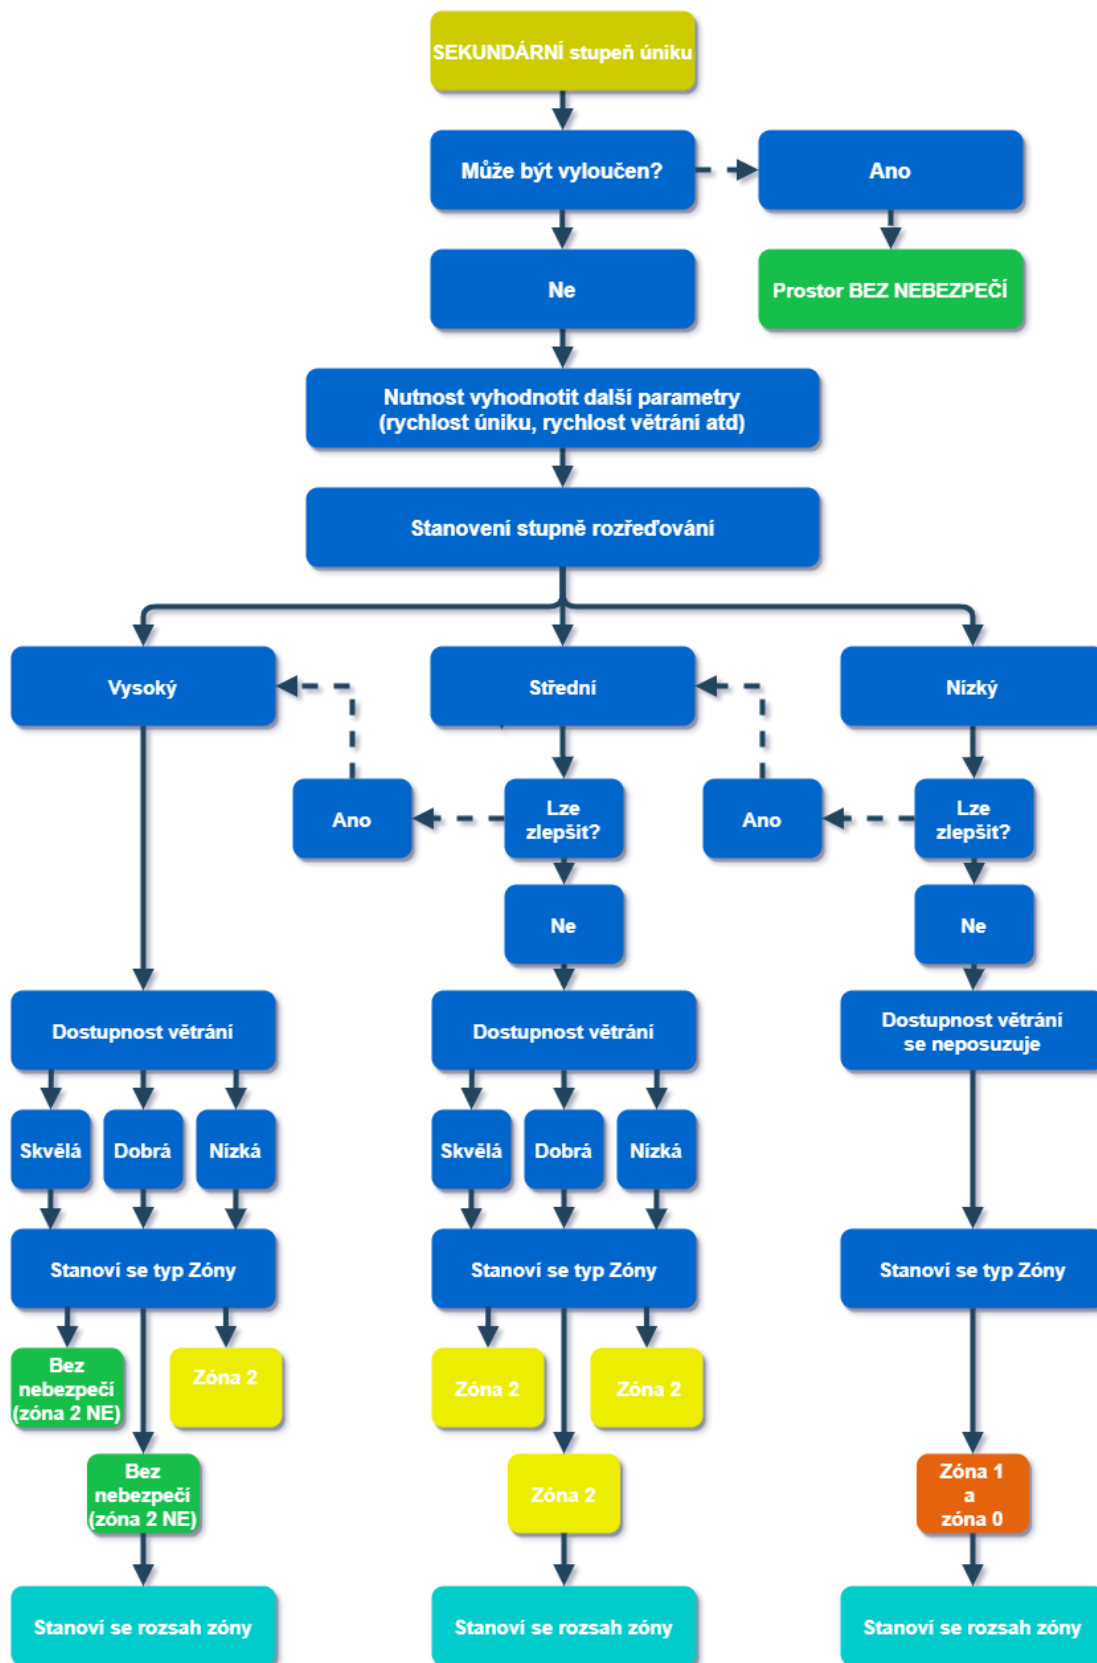 SEKUNDÁRNÍ stupeň úniku
Může být vyloučen?
Ano
Ne
Prostor BEZ NEBEZPEČÍ
Nutnost vyhodnotit další parametry
(rychlost úniku, rychlost větrání atd)
Stanovení stupně rozřeďování
Vysoký
Střední
Nízký
Ano
Lze
zlepšit?
Ano
Lze
zlepšit?
Ne
Ne
Dostupnost větrání
Dostupnost větrání
Dostupnost větrání
se neposuzuje
Skvělá
Dobrá
Nízká
Skvělá
Dobrá
Nízká
Stanoví se typ Zóny
Stanoví se typ Zóny
Stanoví se typ Zóny
Bez
nebezpečí
(zóna 2 NE)
Zóna 2
Zóna 2
Zóna 2
Bez
nebezpečí
(zóna 2 NE)
Zóna 2
Zóna 1
a
zóna 0
Stanoví se rozsah zóny
Stanoví se rozsah zóny
Stanoví se rozsah zóny